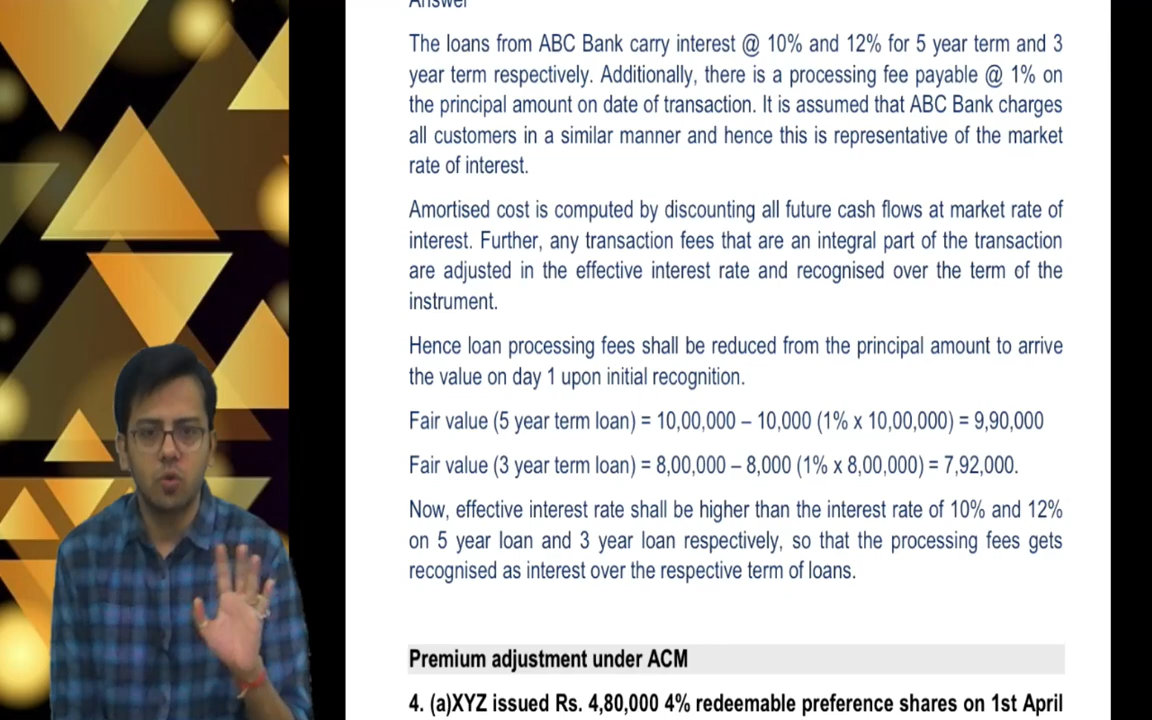 Answer
The loans from ABC Bank carry interest @ 10% and 12% for 5 year term and 3
year term respectively. Additionally, there is a processing fee payable @ 1% on
the principal amount on date of transaction. It is assumed that ABC Bank charges
all customers in a similar manner and hence this is representative of the market
rate of interest.
Amortised cost is computed by discounting all future cash flows at market rate of
interest. Further, any transaction fees that are an integral part of the transaction
are adjusted in the effective interest rate and recognised over the term of the
instrument.
Hence loan processing fees shall be reduced from the principal amount to arrive
the value on day 1 upon initial recognition.
Fair value (5 year term loan) = 10,00,000 – 10,000 (1% x 10,00,000) = 9,90,000
Fair value (3 year term loan) = 8,00,000 – 8,000 (1% x 8,00,000) = 7,92,000.
Now, effective interest rate shall be higher than the interest rate of 10% and 12%
on 5 year loan and 3 year loan respectively, so that the processing fees gets
recognised as interest over the respective term of loans.
Premium adjustment under ACM
4. (a)XYZ issued Rs. 4,80,000 4% redeemable preference shares on 1st April